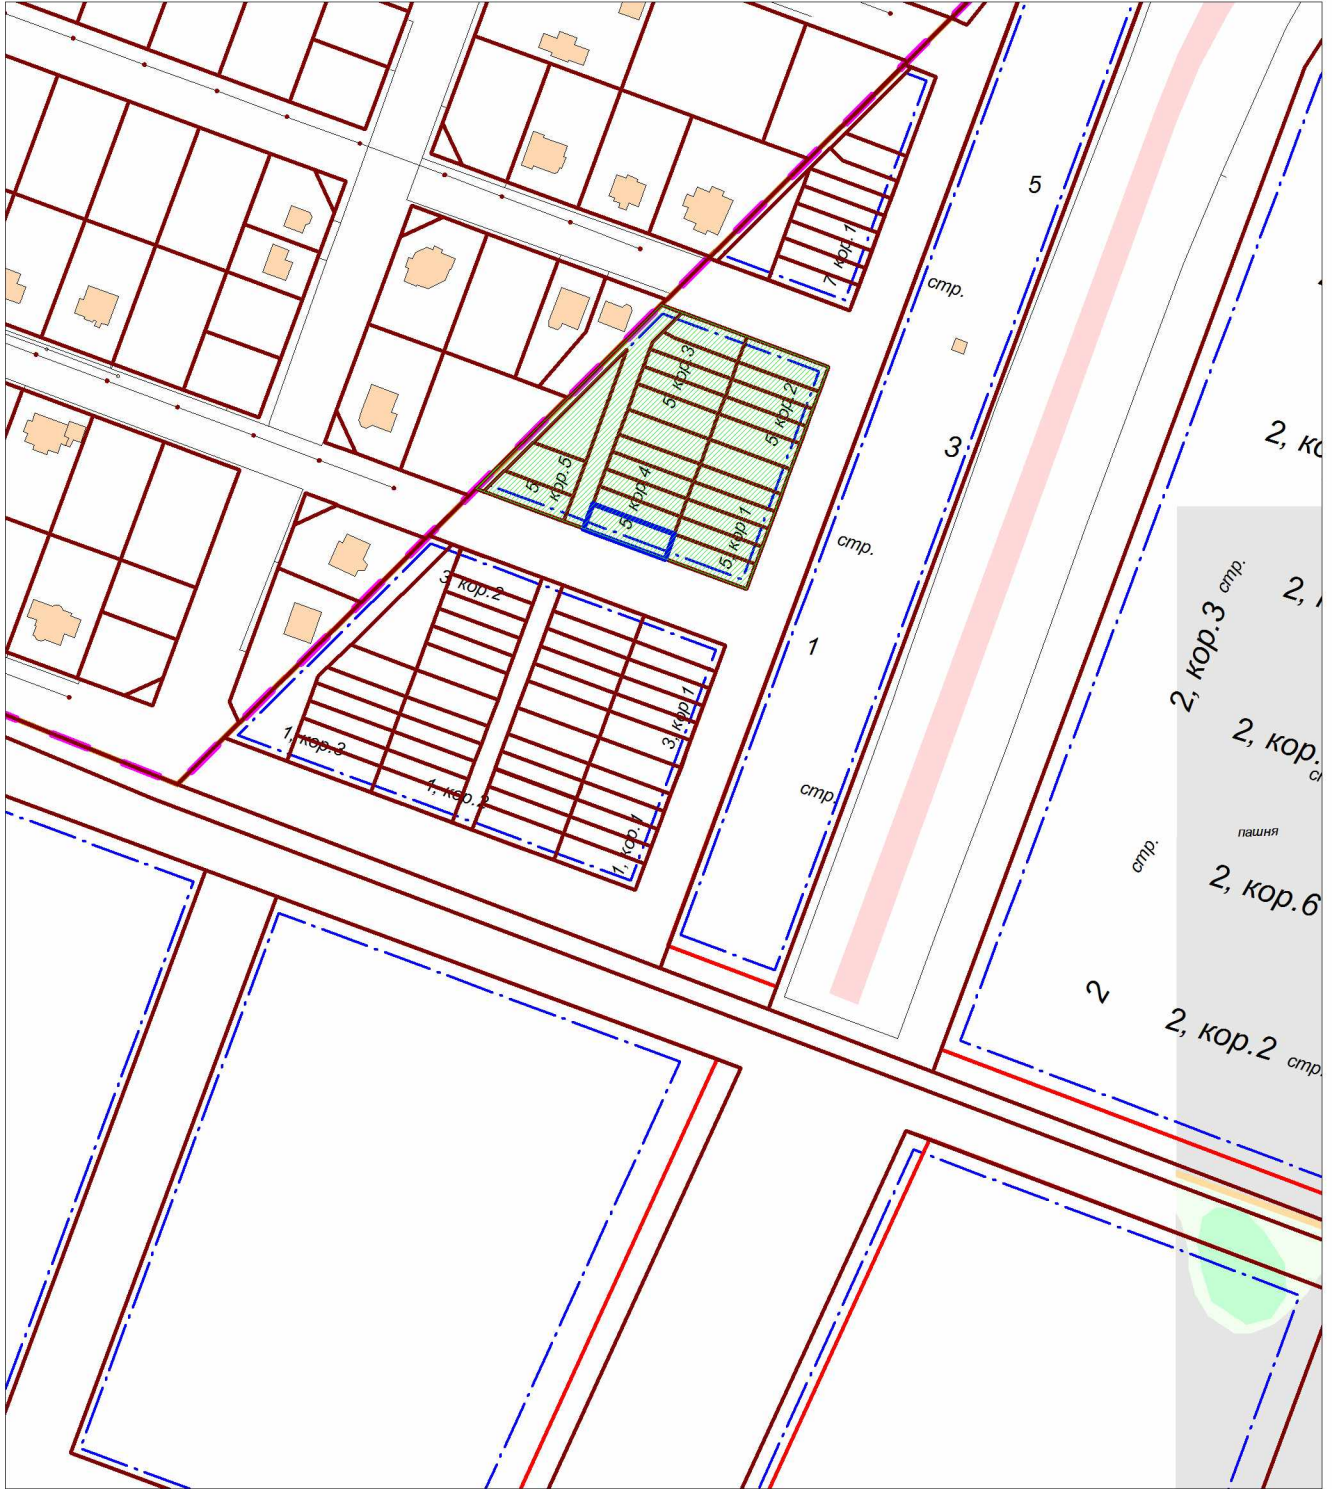 5
7, кор.1
стр.
5, кор.3
5, кор.2
2, ко
3
5,
кор.5
5, кор.4
5, кор.1
стр.
стр.
2,
3, кор.2
2, кор.3
1
3, кор.1
1, кор.3
2, кор.
1, кор.2
стр.
1, кор.1
пашня
стр.
2, кор.6
2
2, кор.2
стр.